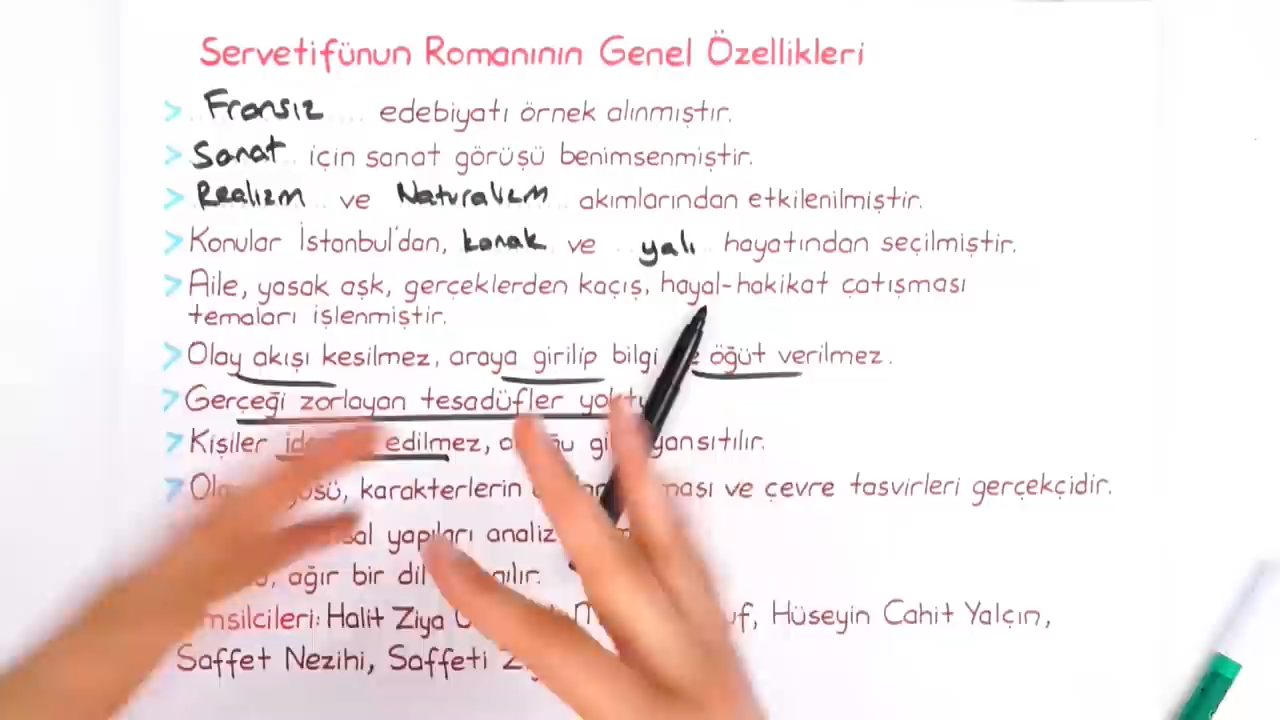 Servetifünun Romanının Genel Özellikleri
> Fransız edebiyatı örnek alınmıştır.
> Sanat için sanat görüşü benimsenmiştir.
> Realizm ve Naturalizm akımlarından etkilenilmiştir.
> Konular İstanbul'dan, konak ve yalı hayatından seçilmiştir.
> Aile, yasak aşk, gerçeklerden kaçış, hayal-hakikat çatışması
temaları işlenmiştir.
> Olay akışı kesilmez, araya girilip bilgi öğüt verilmez.
> Gerçeği zorlayan tesadüfler
> Kişiler edilmez, yansıtılır.
> karakterlerin ve çevre tasvirleri gerçekçidir.
yapıları analiz
ağır bir dil
Halit Ziya Hüseyin Cahit Yalçın,
Saffet Nezihi, Saffeti